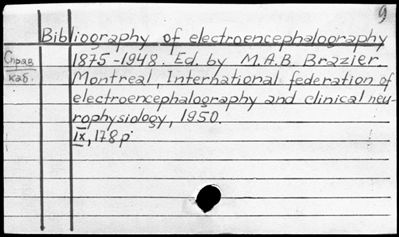 9
Bibliography of electroencephalography
Справ.
каб.
1875-1948. Ed. by M.A.B. Brazier.
Montreal, International federation of
electroencephalography and clinical neu-
rophysiology, 1950.
IX, 178 p.